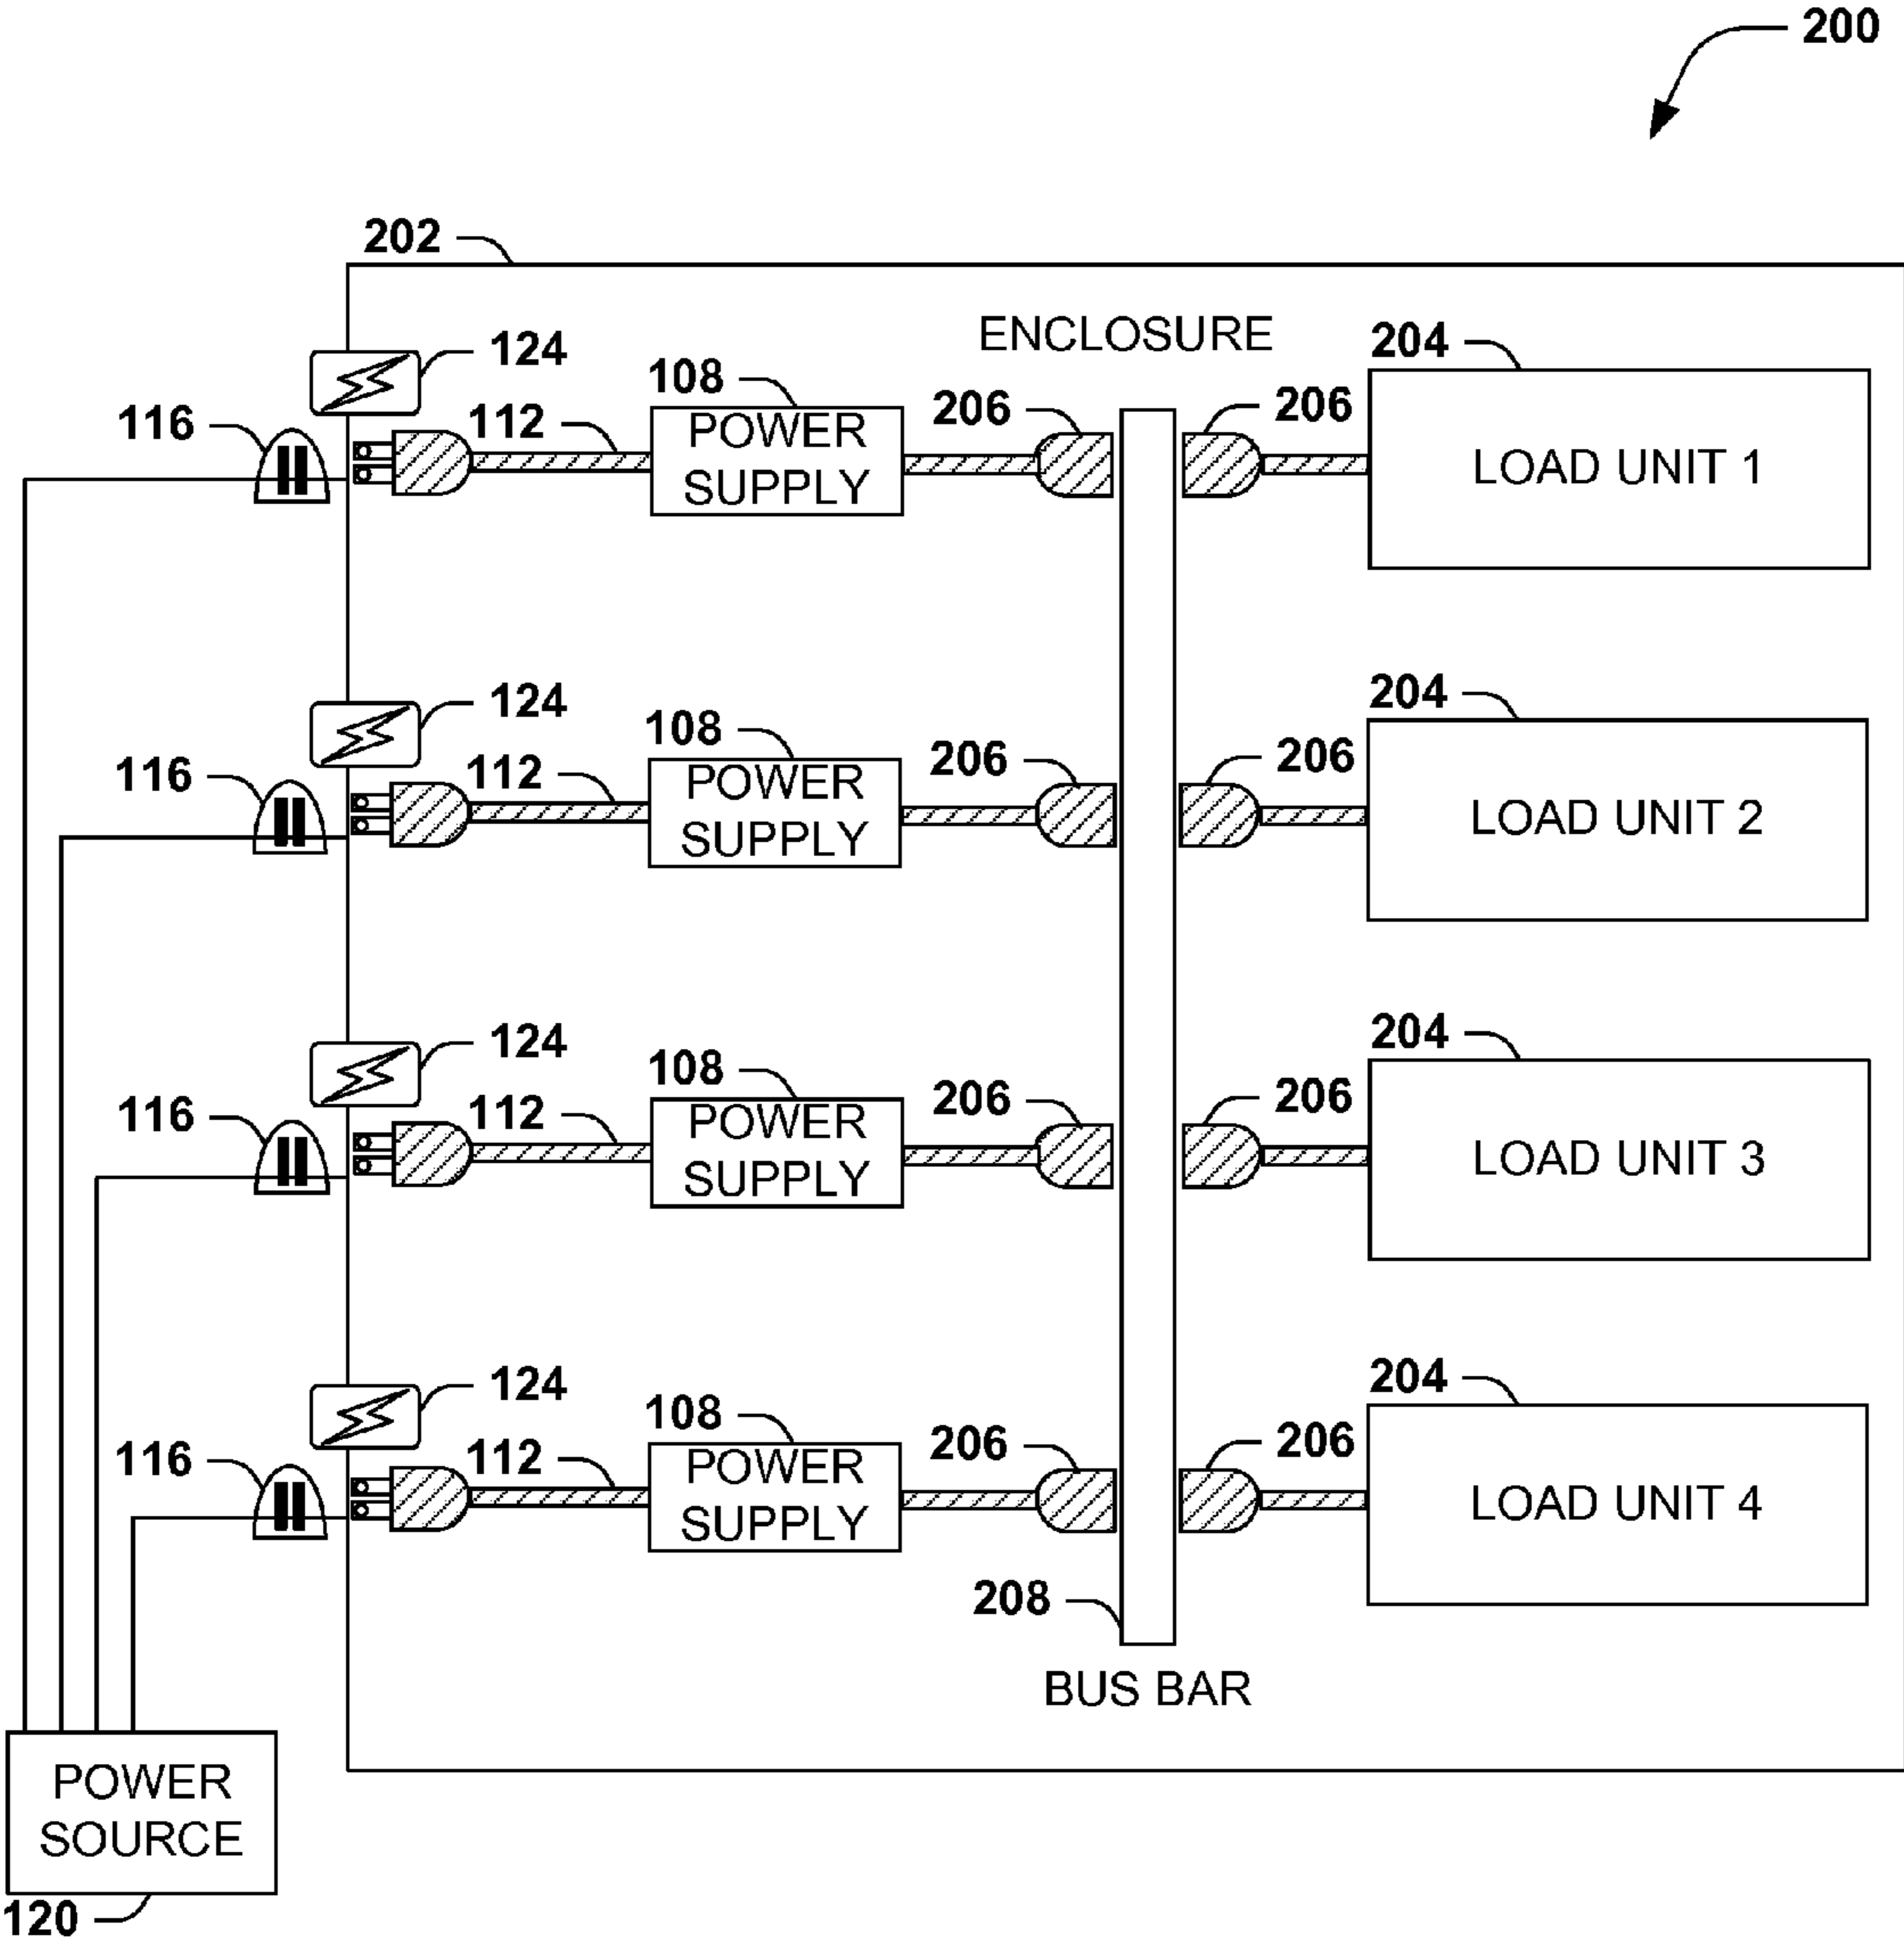 200
202
ENCLOSURE
124
204
108
206
206
116
112
POWER
SUPPLY
LOAD UNIT 1
124
204
108
206
206
116
112
POWER
SUPPLY
LOAD UNIT 2
124
204
108
206
206
116
112
POWER
SUPPLY
LOAD UNIT 3
124
204
108
206
206
116
112
POWER
SUPPLY
LOAD UNIT 4
208
BUS BAR
POWER
SOURCE
120